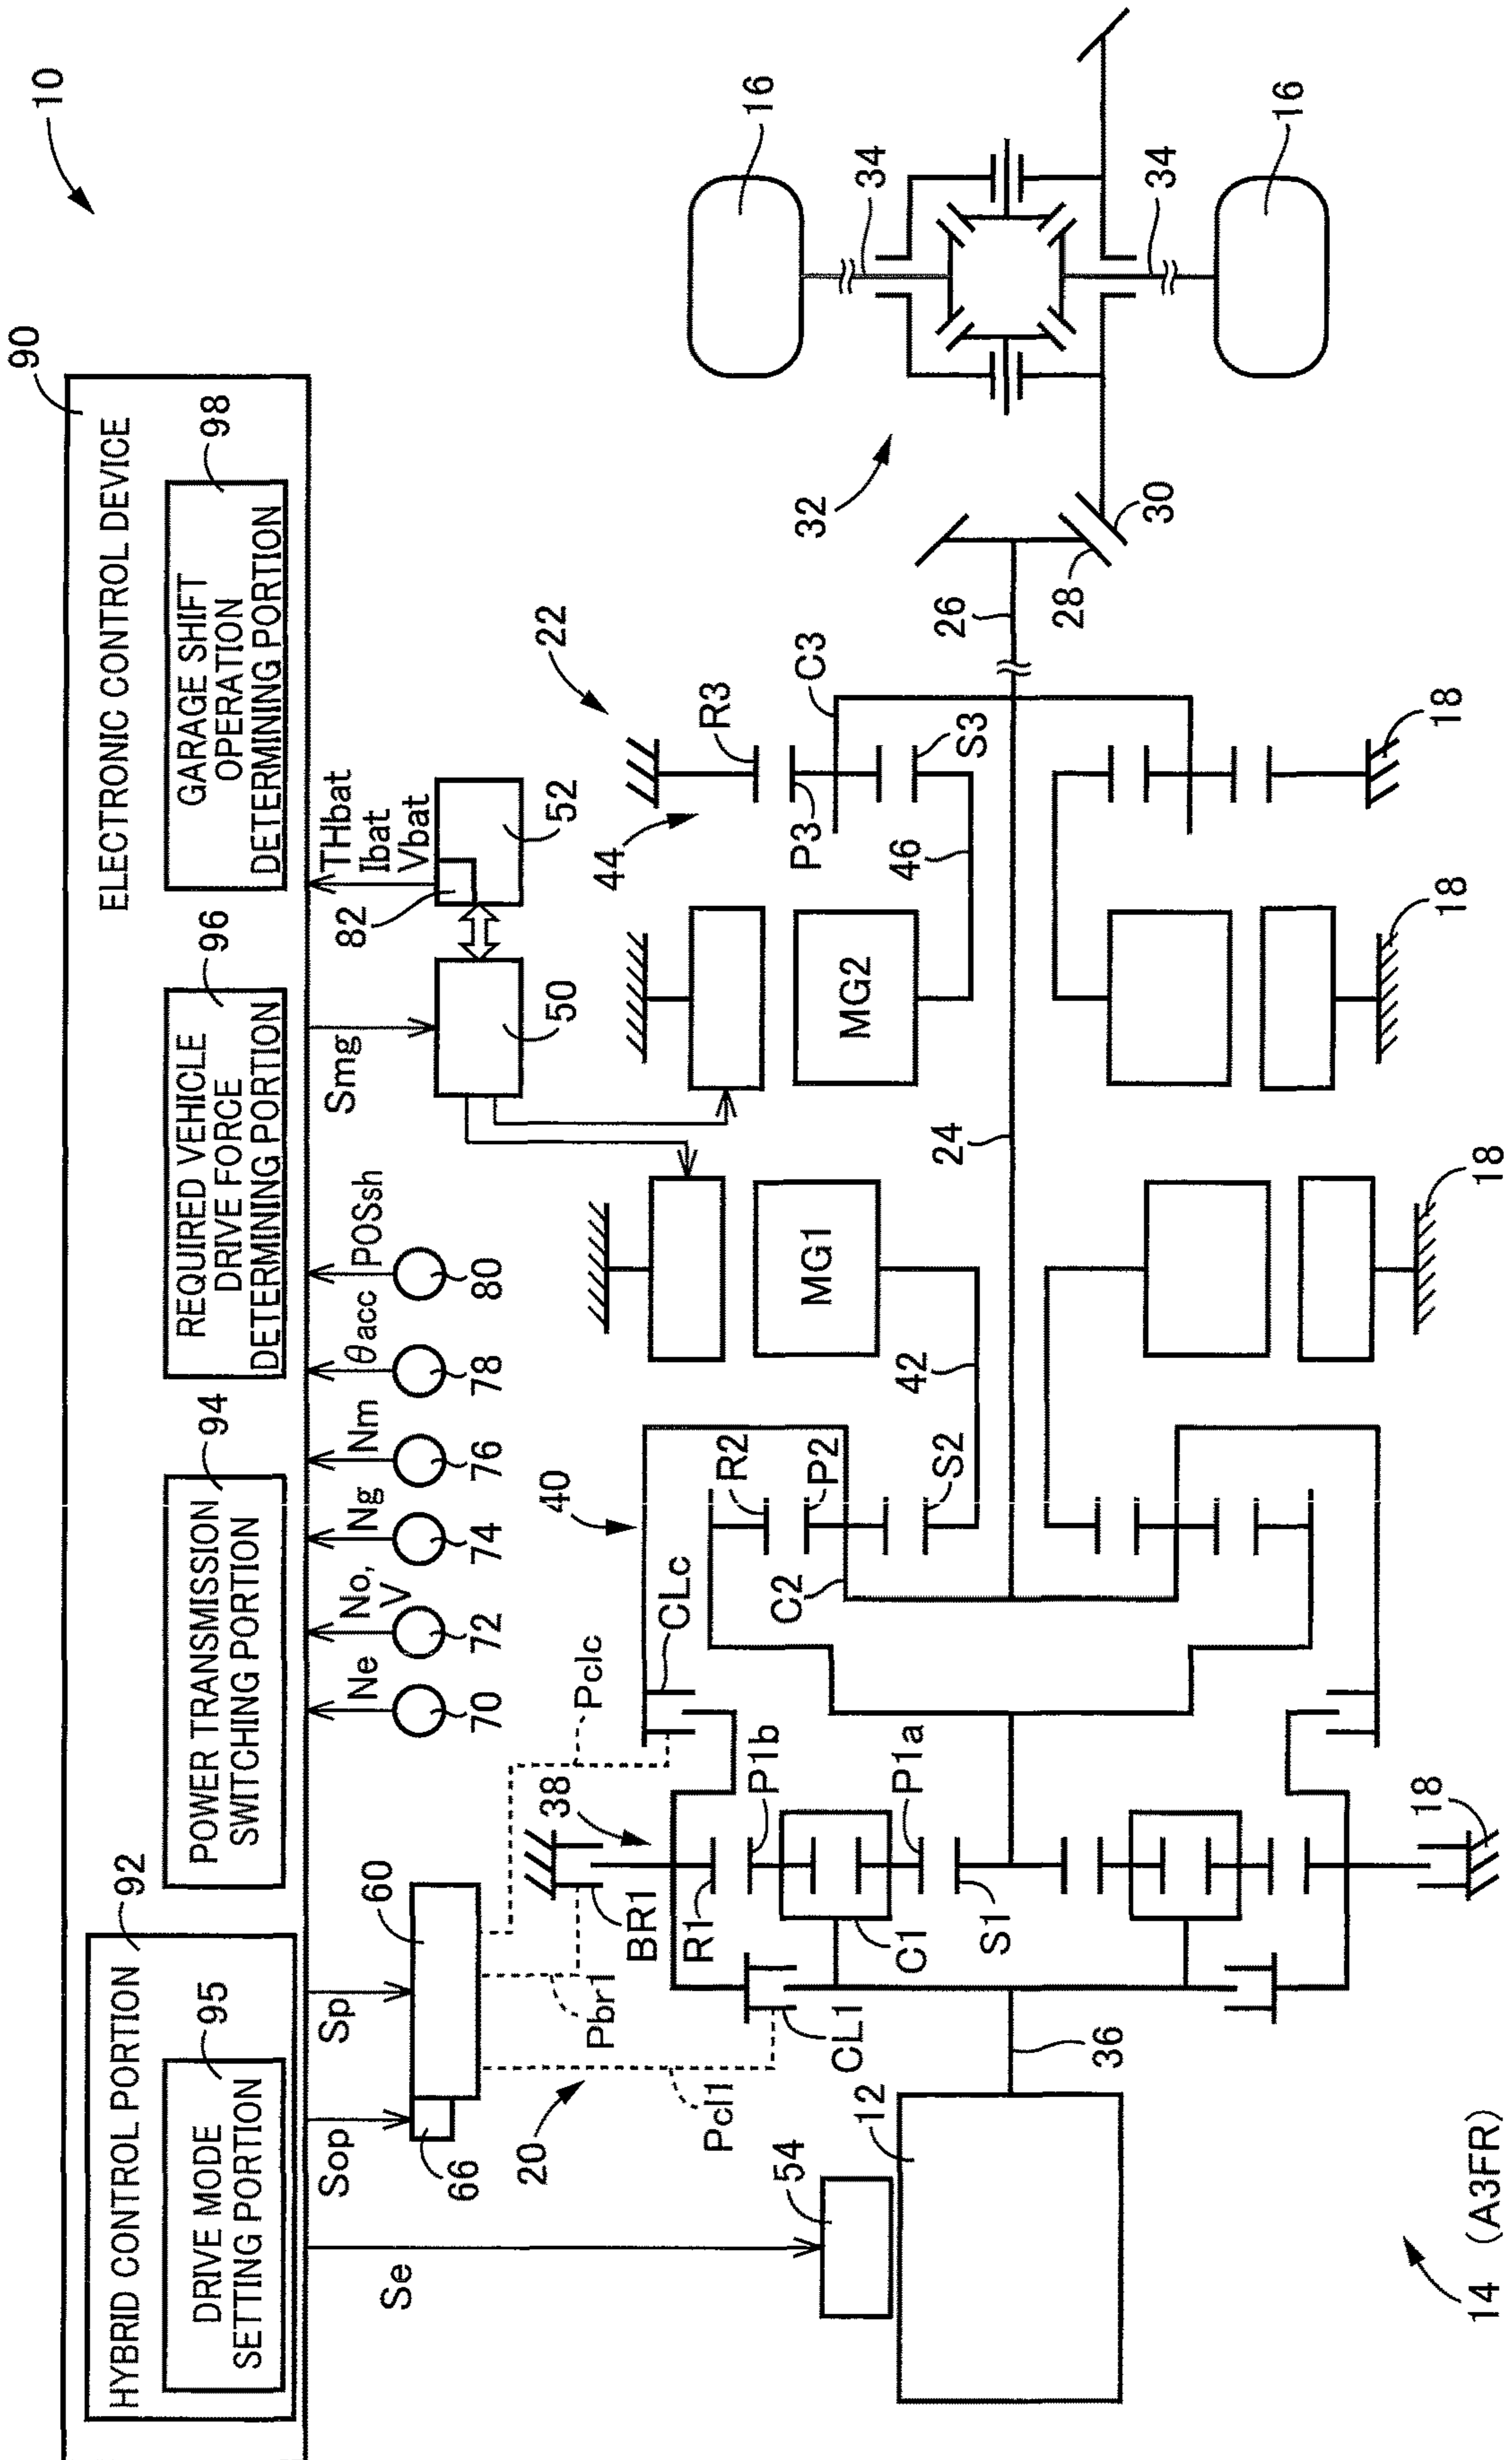 10
90
ELECTRONIC CONTROL DEVICE
92
HYBRID CONTROL PORTION
95
DRIVE MODE
SETTING PORTION
94
POWER TRANSMISSION
SWITCHING PORTION
96
REQUIRED VEHICLE
DRIVE FORCE
DETERMINING PORTION
98
GARAGE SHIFT
OPERATION
DETERMINING PORTION
Se
Sop
Sp
Ne
No,
V
Ng
Nm
θacc
POSsh
Smg
THbat
Ibat
Vbat
70
72
74
76
78
80
82
66
60
50
52
54
12
20
Pcl1
Pbr1
Pclc
38
BR1
CL1
R1
P1b
P1a
C1
S1
36
18
CLc
40
R2
P2
C2
S2
42
MG1
18
24
MG2
18
46
44
22
R3
P3
C3
S3
18
26
28
30
32
34
34
16
16
14 (A3FR)